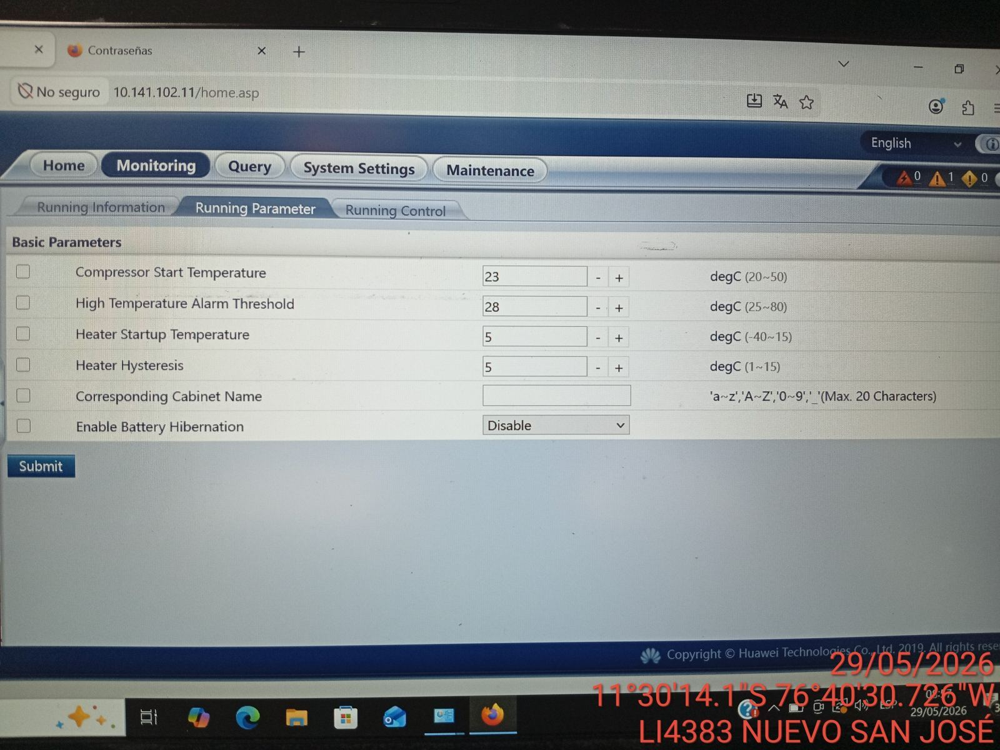 Contraseñas
No seguro 10.141.102.11/home.asp
English
Home Monitoring Query System Settings Maintenance
0 1 0
Running Information Running Parameter Running Control
Basic Parameters
Compressor Start Temperature 23 - + degC (20~50)
High Temperature Alarm Threshold 28 - + degC (25~80)
Heater Startup Temperature 5 - + degC (-40~15)
Heater Hysteresis 5 - + degC (1~15)
Corresponding Cabinet Name 'a~z','A~Z','0~9','_'(Max. 20 Characters)
Enable Battery Hibernation Disable
Submit
Copyright © Huawei Technologies Co., Ltd. 2019. All rights rese
29/05/2026
11°30'14.1"S 76°40'30.726"W
29/05/2026
LI4383 NUEVO SAN JOSÉ